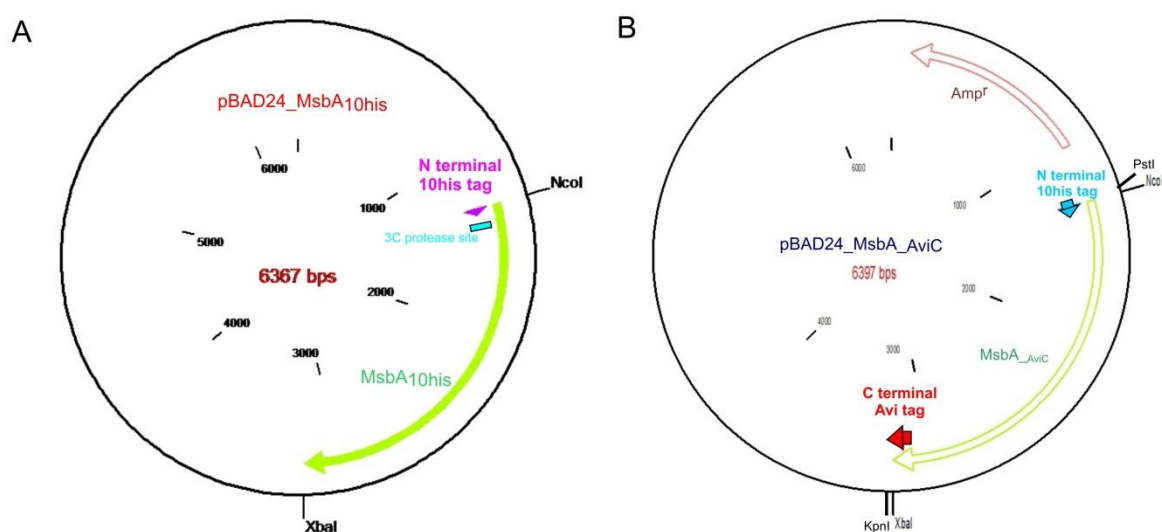 A
pBAD24_MsbA10his
6000
N terminal
10his tag
NcoI
1000
3C protease site
5000
6367 bps
2000
4000
3000
MsbA10his
XbaI
B
Ampr
PstI
NcoI
6000
N terminal
10his tag
1000
pBAD24_MsbA_AviC
6397 bps
2000
4000
3000
MsbA_AviC
C terminal
Avi tag
KpnI
XbaI